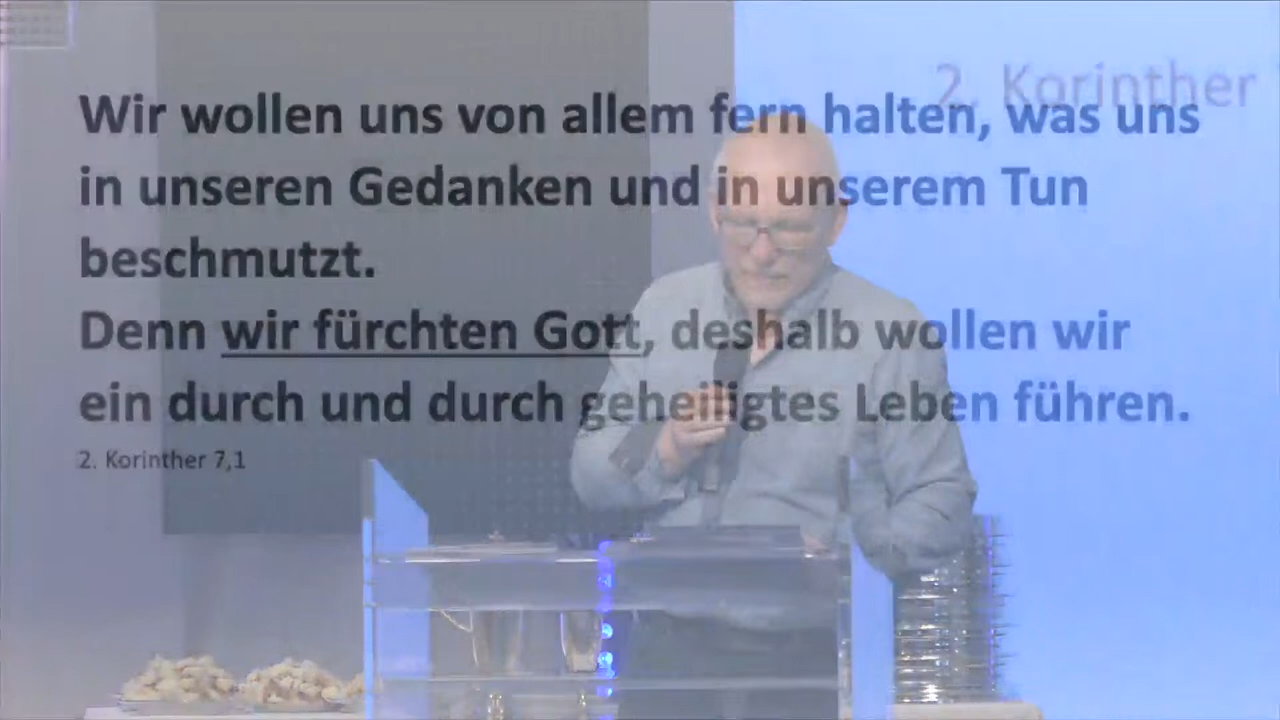 2. Korinther
Wir wollen uns von allem fern halten, was uns
in unseren Gedanken und in unserem Tun
beschmutzt.
Denn wir fürchten Gott, deshalb wollen wir
ein durch und durch geheiligtes Leben führen.
2. Korinther 7,1